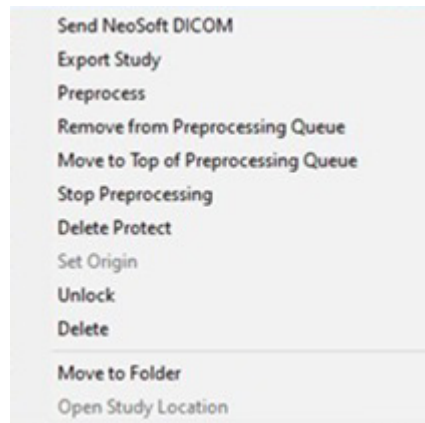 Send NeoSoft DICOM
Export Study
Preprocess
Remove from Preprocessing Queue
Move to Top of Preprocessing Queue
Stop Preprocessing
Delete Protect
Set Origin
Unlock
Delete
Move to Folder
Open Study Location